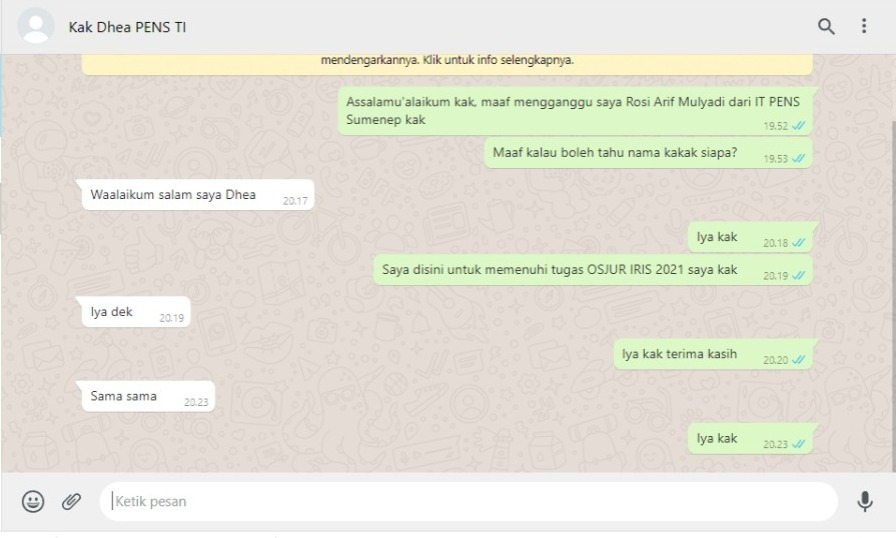 Kak Dhea PENS TI
mendengarkannya. Klik untuk info selengkapnya.
Assalamu'alaikum kak, maaf mengganggu saya Rosi Arif Mulyadi dari IT PENS
Sumenep kak
19.52
Maaf kalau boleh tahu nama kakak siapa?
19.53
Waalaikum salam saya Dhea
20.17
Iya kak
20.18
Saya disini untuk memenuhi tugas OSJUR IRIS 2021 saya kak
20.19
Iya dek
20.19
Iya kak terima kasih
20.20
Sama sama
20.23
Iya kak
20.23
Ketik pesan